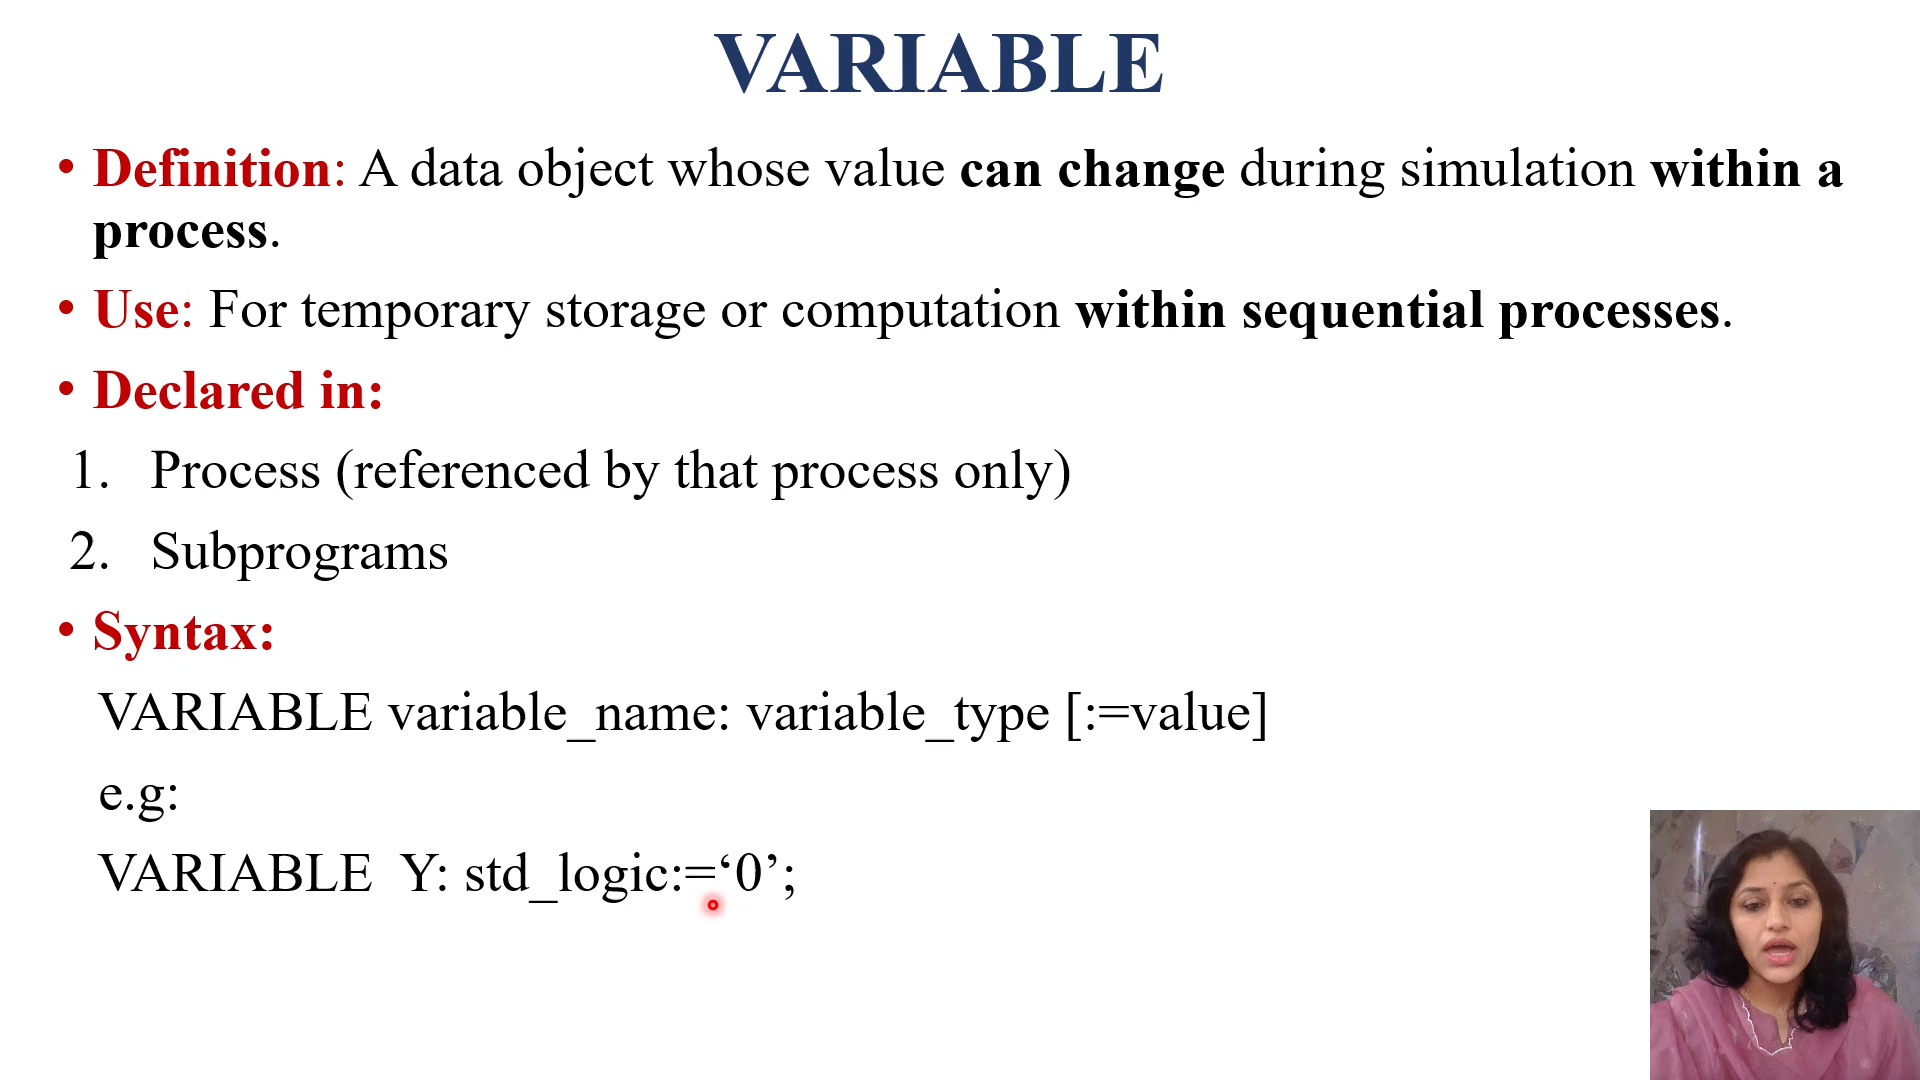 VARIABLE
• Definition: A data object whose value can change during simulation within a
process.
• Use: For temporary storage or computation within sequential processes.
• Declared in:
1. Process (referenced by that process only)
2. Subprograms
• Syntax:
VARIABLE variable_name: variable_type [:=value]
e.g:
VARIABLE Y: std_logic:=‘0’;